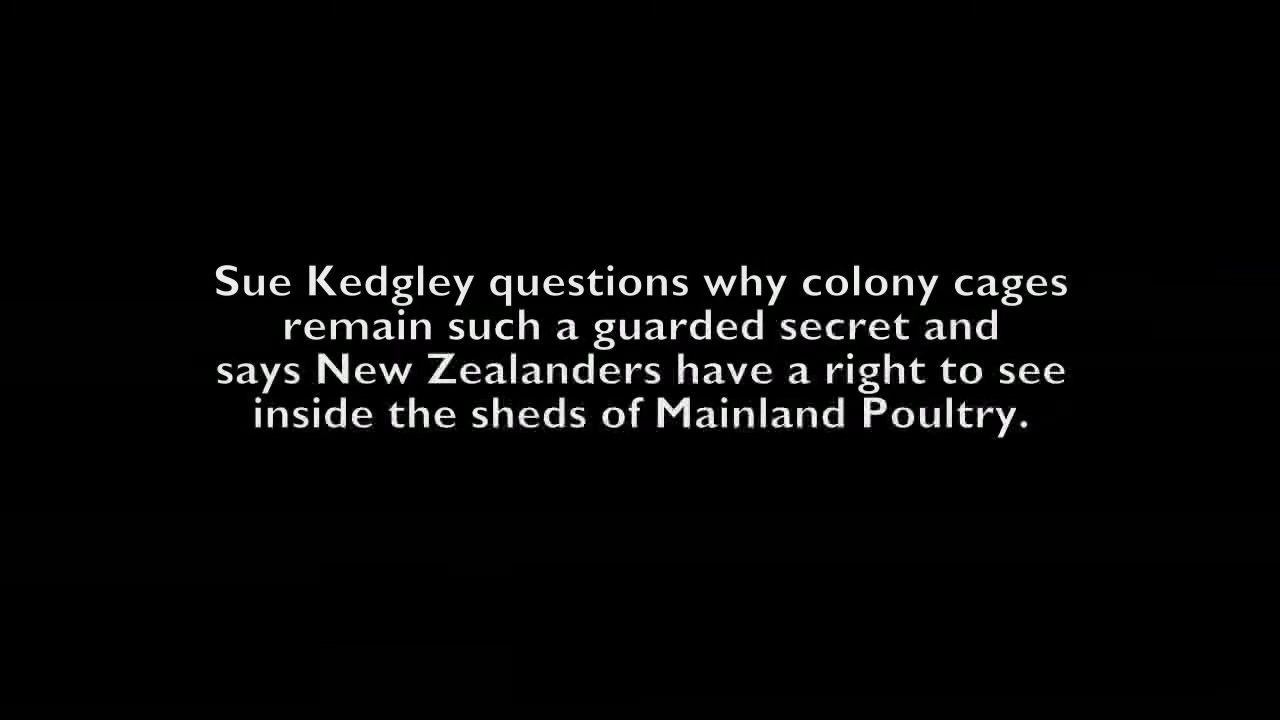 Sue Kedgley questions why colony cages
remain such a guarded secret and
says New Zealanders have a right to see
inside the sheds of Mainland Poultry.